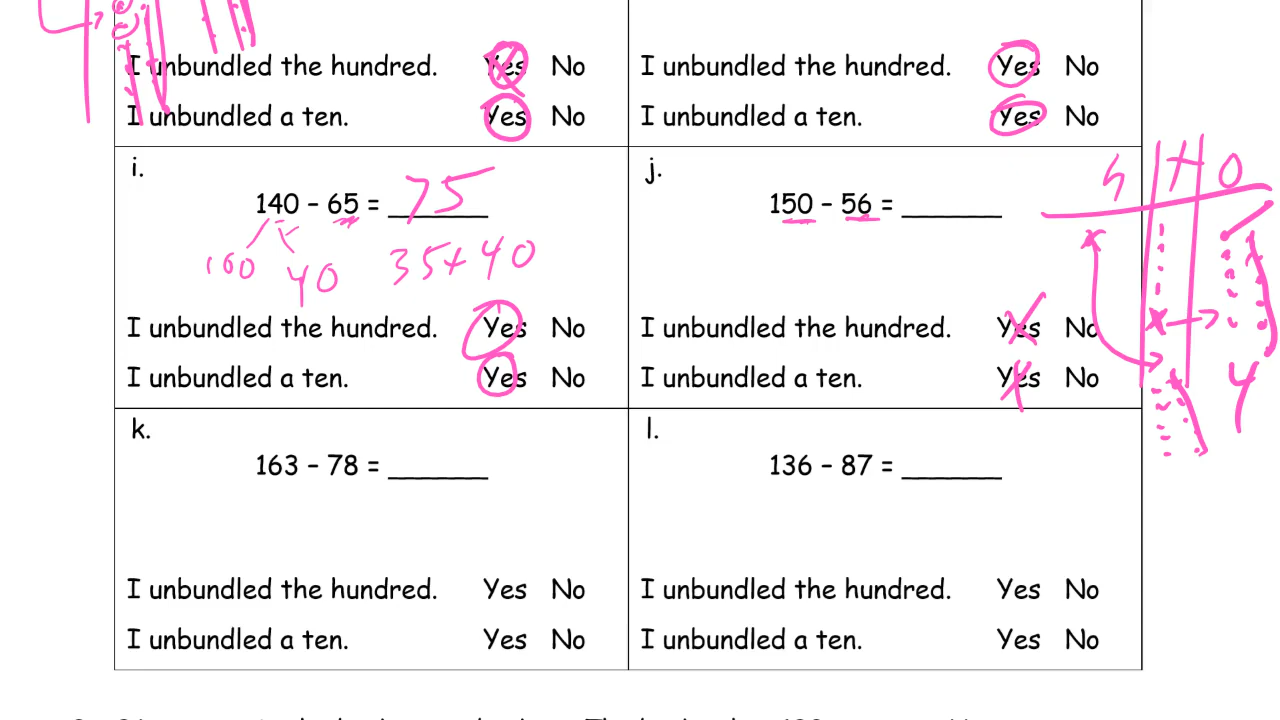 I unbundled the hundred. Yes No
I unbundled the hundred. Yes No
I unbundled a ten. Yes No
I unbundled a ten. Yes No
i.
140 - 65 = 75
100 40 35+40
I unbundled the hundred. Yes No
I unbundled a ten. Yes No
j.
150 - 56 = ______
I unbundled the hundred. Yes No
I unbundled a ten. Yes No
h t O
4
k.
163 - 78 = ______
I unbundled the hundred. Yes No
I unbundled a ten. Yes No
l.
136 - 87 = ______
I unbundled the hundred. Yes No
I unbundled a ten. Yes No